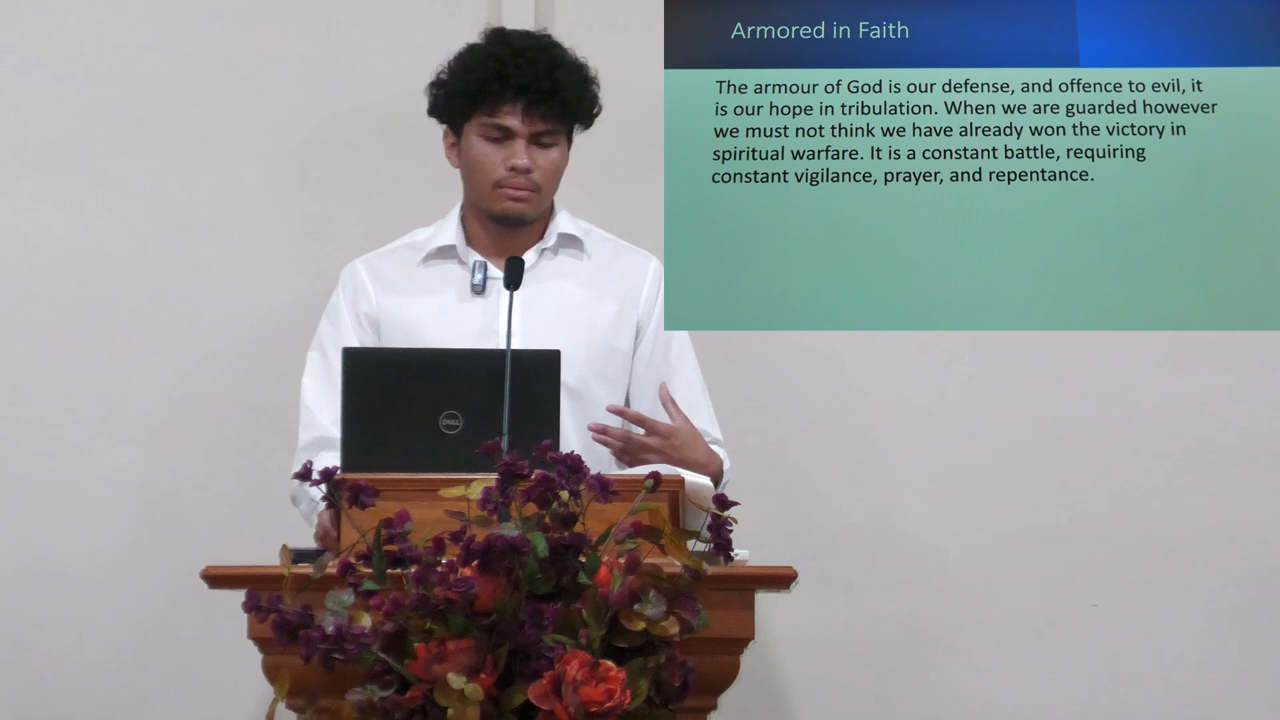 Armored in Faith
The armour of God is our defense, and offence to evil, it
is our hope in tribulation. When we are guarded however
we must not think we have already won the victory in
spiritual warfare. It is a constant battle, requiring
constant vigilance, prayer, and repentance.
DELL